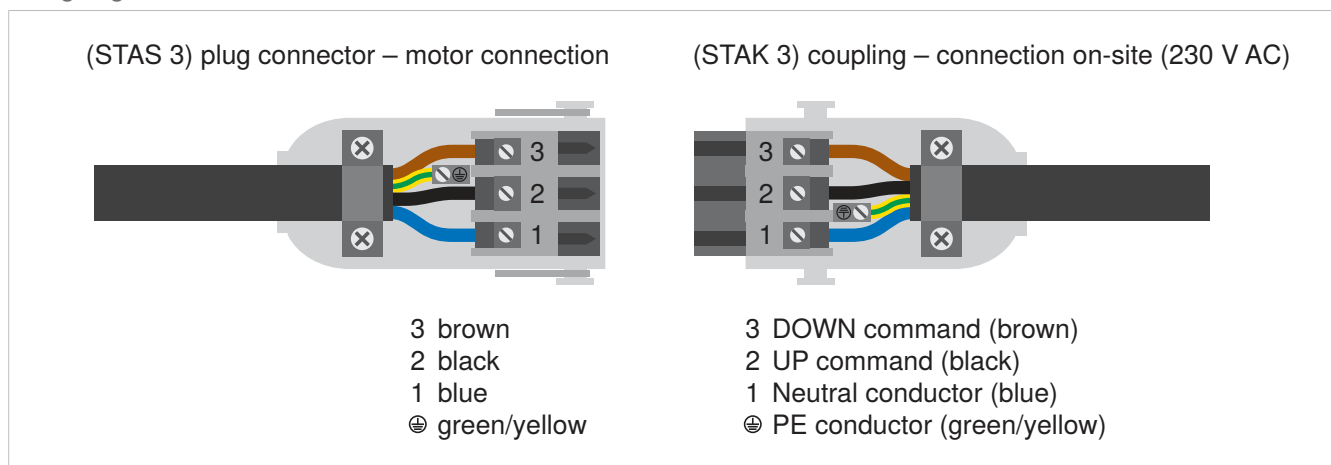 (STAS 3) plug connector – motor connection
3
2
1
3 brown
2 black
1 blue
⏚ green/yellow
(STAK 3) coupling – connection on-site (230 V AC)
3
2
1
3 DOWN command (brown)
2 UP command (black)
1 Neutral conductor (blue)
⏚ PE conductor (green/yellow)